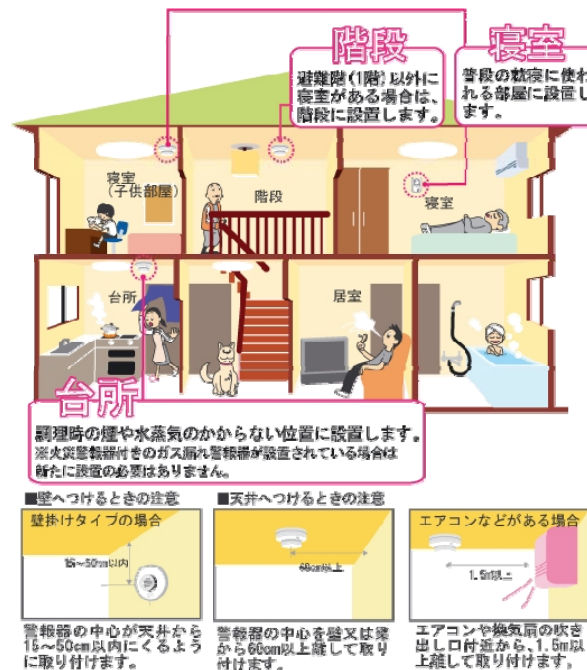 階段
避難階(1階)以外に
寝室がある場合は、
階段に設置します。
寝室
普段の就寝に使わ
れる部屋に設置し
ます。
寝室
(子供部屋)
階段
寝室
台所
居室
台所
調理時の煙や水蒸気のかからない位置に設置します。
※火災警報器付きのガス漏れ警報器が設置されている場合は
新たに設置の必要はありません。
■壁へつけるときの注意
壁掛けタイプの場合
15~50cm以内
警報器の中心が天井から
15~50cm以内にくるよう
に取り付けます。
■天井へつけるときの注意
60cm以上
警報器の中心を壁又は梁
から60cm以上離して取り
付けます。
エアコンなどがある場合
1.5m以上
エアコンや換気扇の吹き
出し口付近から、1.5m以
上離して取り付けます。